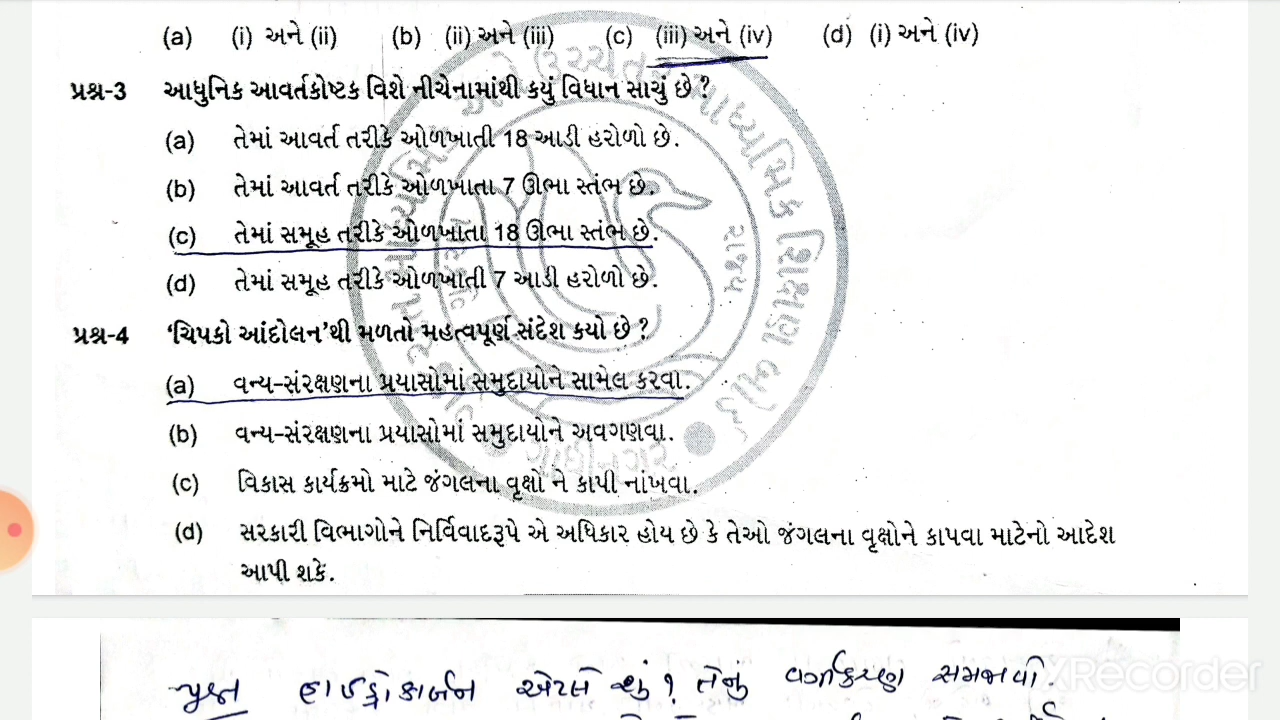 (a) (i) અને (ii) (b) (ii) અને (iii) (c) (iii) અને (iv) (d) (i) અને (iv)
પ્રશ્ન-3 આધુનિક આવર્તકોષ્ટક વિશે નીચેનામાંથી કયું વિધાન સાચું છે ?
(a) તેમાં આવર્ત તરીકે ઓળખાતી 18 આડી હરોળો છે.
(b) તેમાં આવર્ત તરીકે ઓળખાતા 7 ઊભા સ્તંભ છે.
(c) તેમાં સમૂહ તરીકે ઓળખાતા 18 ઊભા સ્તંભ છે.
(d) તેમાં સમૂહ તરીકે ઓળખાતી 7 આડી હરોળો છે.
પ્રશ્ન-4 ‘ચિપકો આંદોલન’થી મળતો મહત્વપૂર્ણ સંદેશ કયો છે ?
(a) વન્ય-સંરક્ષણના પ્રયાસોમાં સમુદાયોને સામેલ કરવા.
(b) વન્ય-સંરક્ષણના પ્રયાસોમાં સમુદાયોને અવગણવા.
(c) વિકાસ કાર્યક્રમો માટે જંગલના વૃક્ષો ને કાપી નાંખવા.
(d) સરકારી વિભાગોને નિર્વિવાદરૂપે એ અધિકાર હોય છે કે તેઓ જંગલના વૃક્ષોને કાપવા માટેનો આદેશ
આપી શકે.
પ્રશ્ન હાઈડ્રોકાર્બન એટલે શું ? તેનું વર્ગીકરણ સમજાવો.
XRecorder